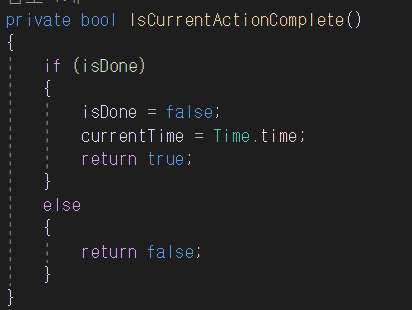 private bool IsCurrentActionComplete()
{
if (isDone)
{
isDone = false;
currentTime = Time.time;
return true;
}
else
{
return false;
}
}